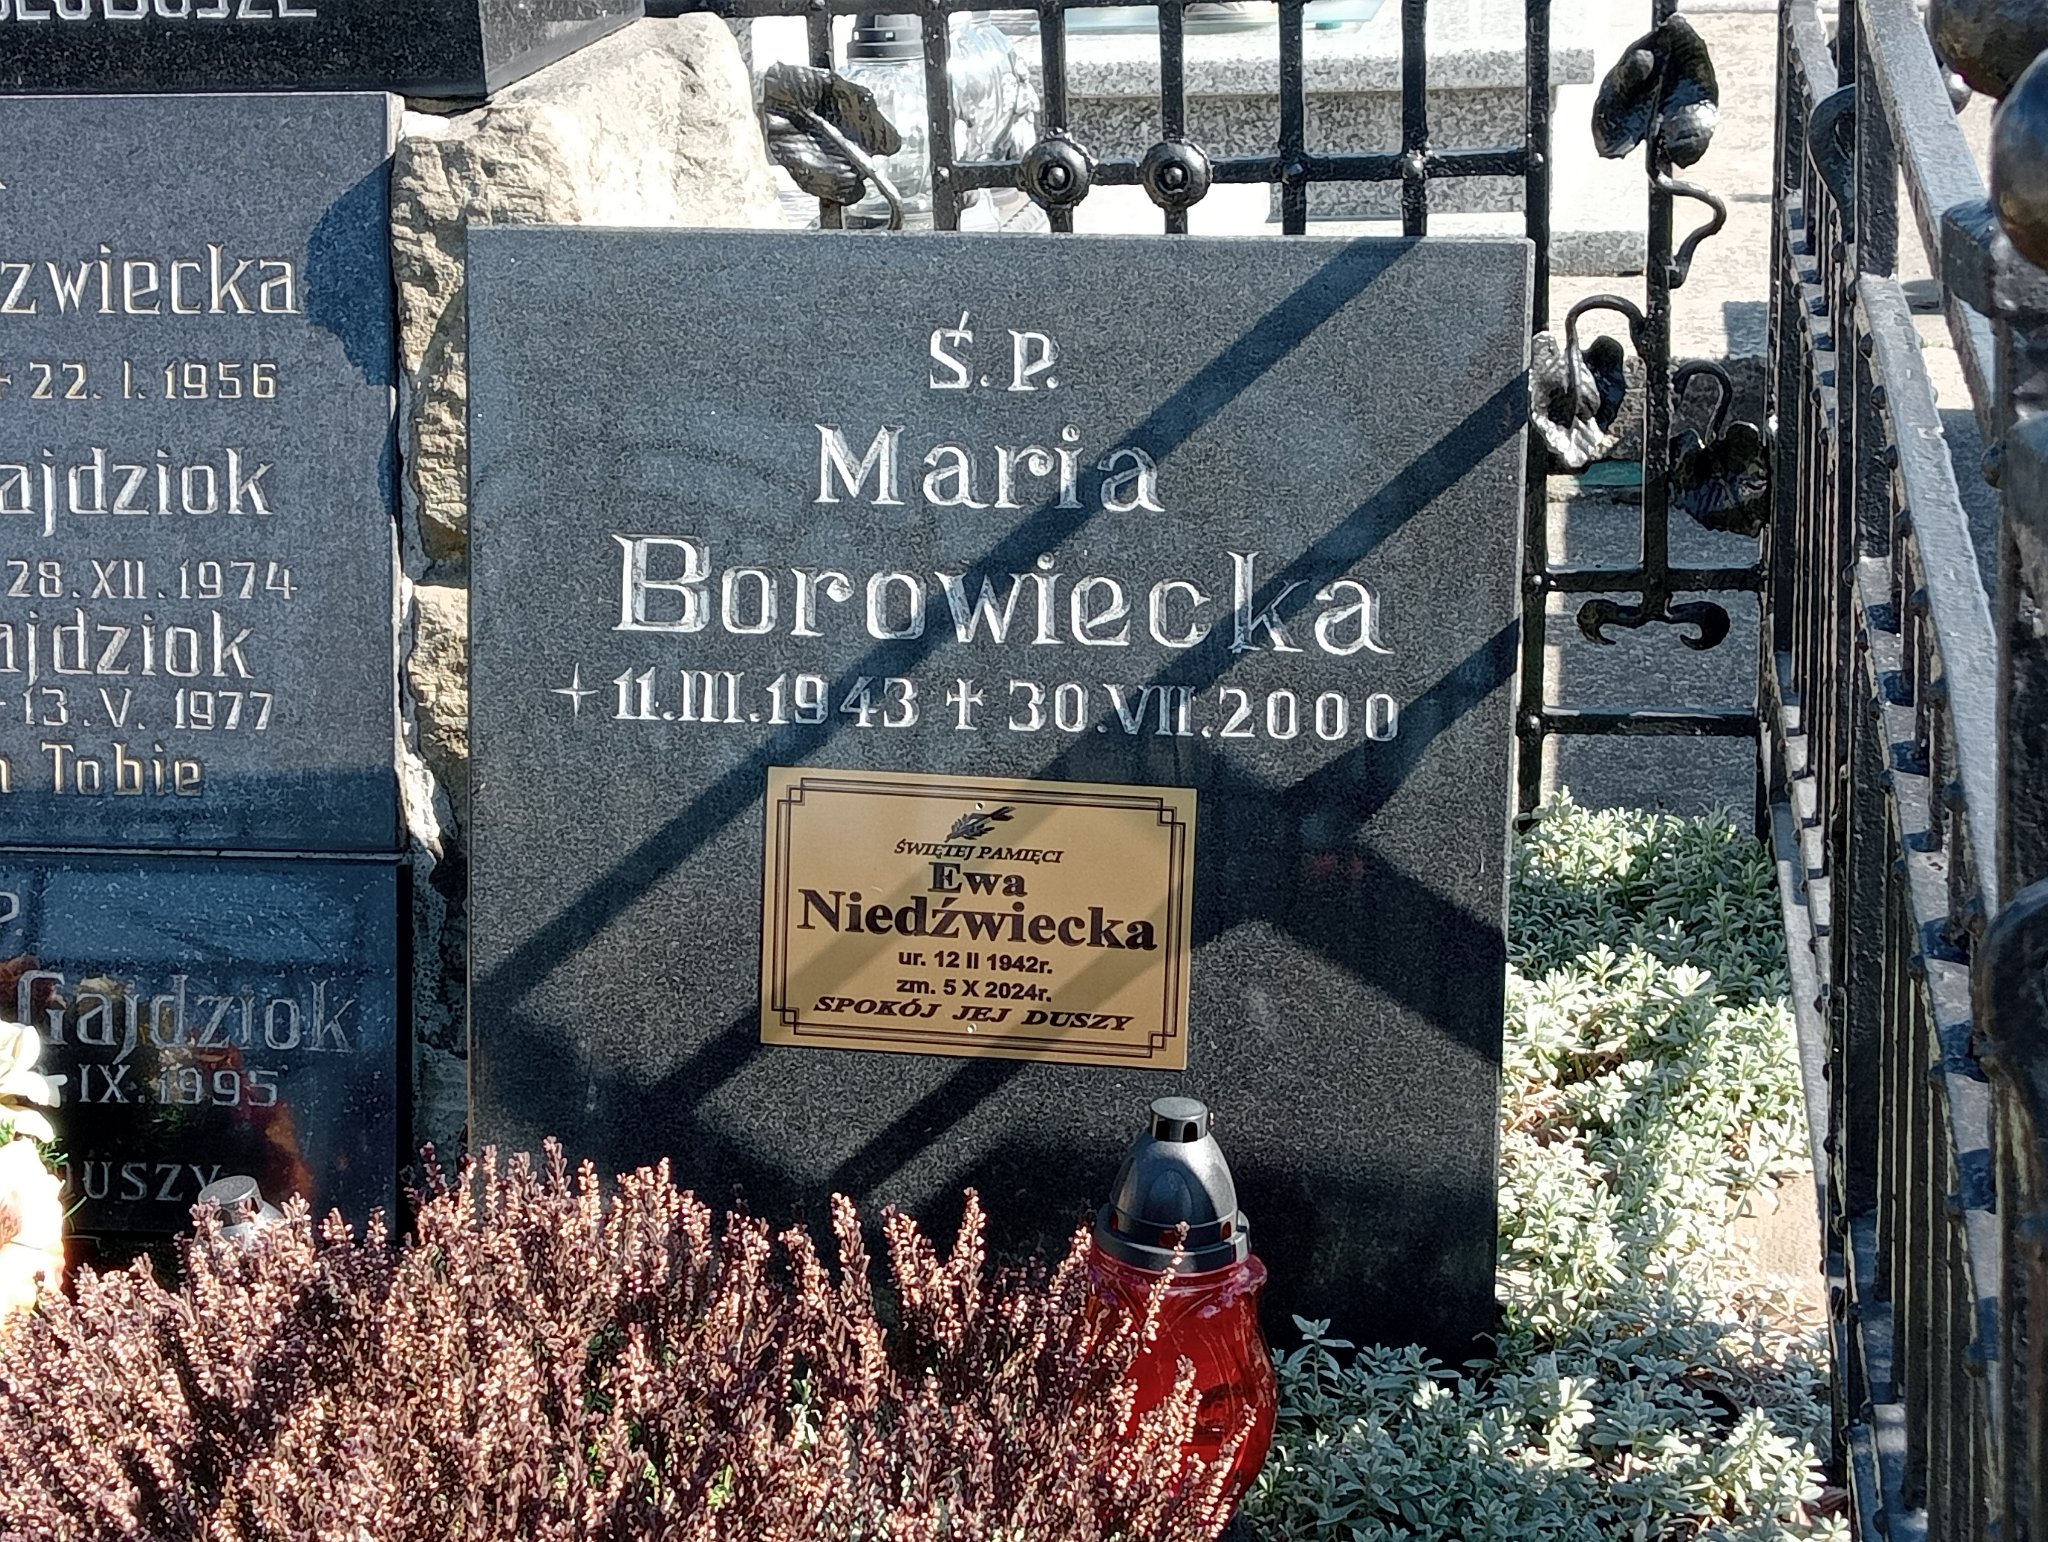 zwiecka
+ 22. I. 1956
ajdziok
28. XII. 1974
ajdziok
13. V. 1977
Tobie
P
Gajdziok
IX. 1995
DUSZY
Ś. P.
Maria
Borowiecka
+ 11. III. 1943 ✝ 30. VII. 2000
ŚWIĘTEJ PAMIĘCI
Ewa
Niedźwiecka
ur. 12 II 1942r.
zm. 5 X 2024r.
SPOKÓJ JEJ DUSZY